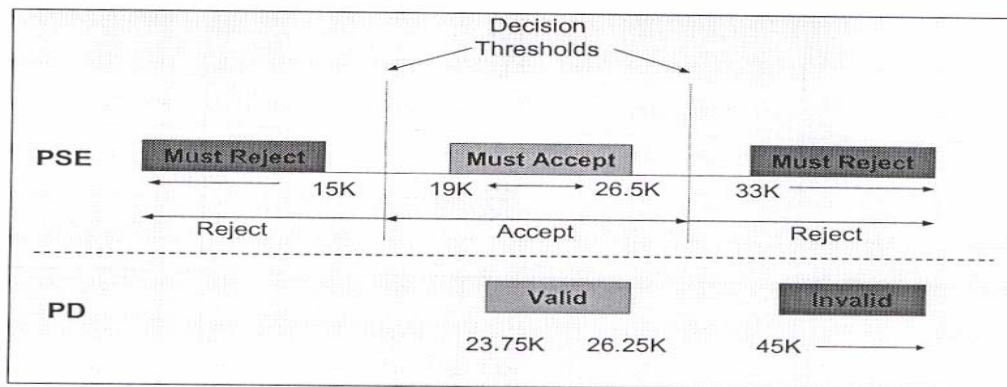 Decision
Thresholds
PSE
Must Reject
Must Accept
Must Reject
15K
19K
26.5K
33K
Reject
Accept
Reject
PD
Valid
Invalid
23.75K
26.25K
45K